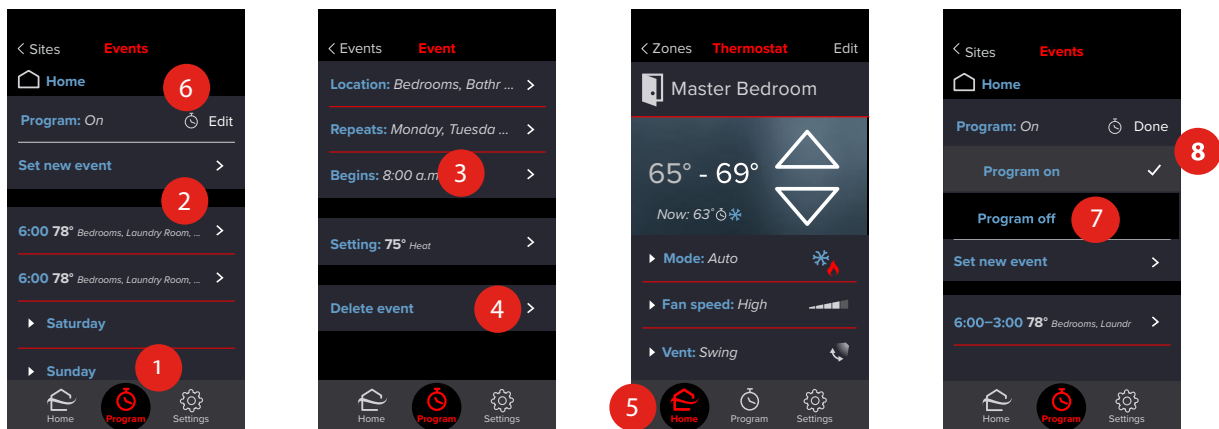 < Sites Events
Home
6
Program: On Edit
Set new event
2
6:00 78° Bedrooms, Laundry Room, ...
6:00 78° Bedrooms, Laundry Room, ...
Saturday
Sunday
1
Home Program Settings
< Events Event
Location: Bedrooms, Bathr ...
Repeats: Monday, Tuesda ...
Begins: 8:00 a.m
3
Setting: 75° Heat
Delete event
4
Home Program Settings
< Zones Thermostat Edit
Master Bedroom
65° - 69°
Now: 63°
Mode: Auto
Fan speed: High
Vent: Swing
5
Home Program Settings
< Sites Events
Home
Program: On Done
8
Program on
Program off
7
Set new event
6:00–3:00 78° Bedrooms, Laundr
Home Program Settings